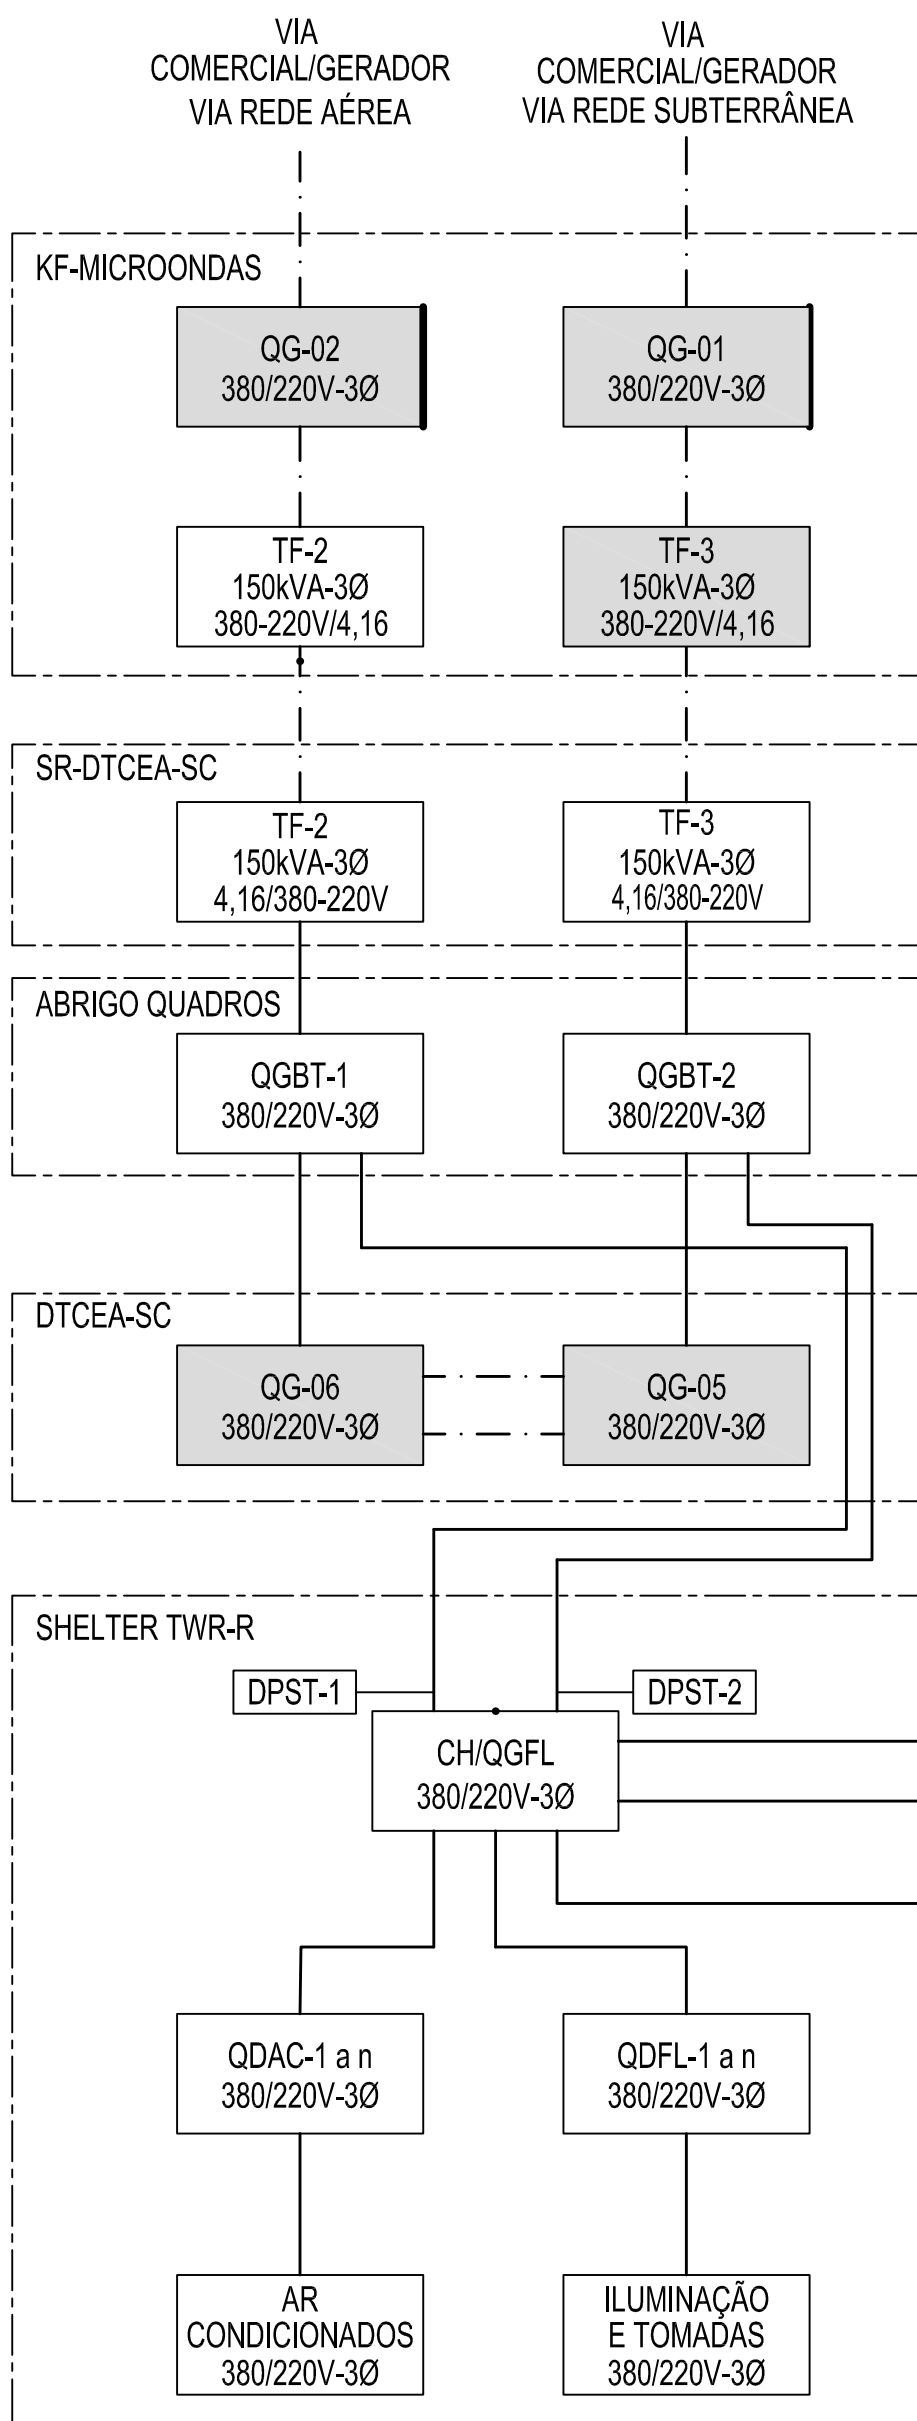 VIA
COMERCIAL/GERADOR
VIA REDE AÉREA
VIA
COMERCIAL/GERADOR
VIA REDE SUBTERRÂNEA
KF-MICROONDAS
QG-02
380/220V-3Ø
QG-01
380/220V-3Ø
TF-2
150kVA-3Ø
380-220V/4,16
TF-3
150kVA-3Ø
380-220V/4,16
SR-DTCEA-SC
TF-2
150kVA-3Ø
4,16/380-220V
TF-3
150kVA-3Ø
4,16/380-220V
ABRIGO QUADROS
QGBT-1
380/220V-3Ø
QGBT-2
380/220V-3Ø
DTCEA-SC
QG-06
380/220V-3Ø
QG-05
380/220V-3Ø
SHELTER TWR-R
DPST-1
DPST-2
CH/QGFL
380/220V-3Ø
QDAC-1 a n
380/220V-3Ø
QDFL-1 a n
380/220V-3Ø
AR
CONDICIONADOS
380/220V-3Ø
ILUMINAÇÃO
E TOMADAS
380/220V-3Ø